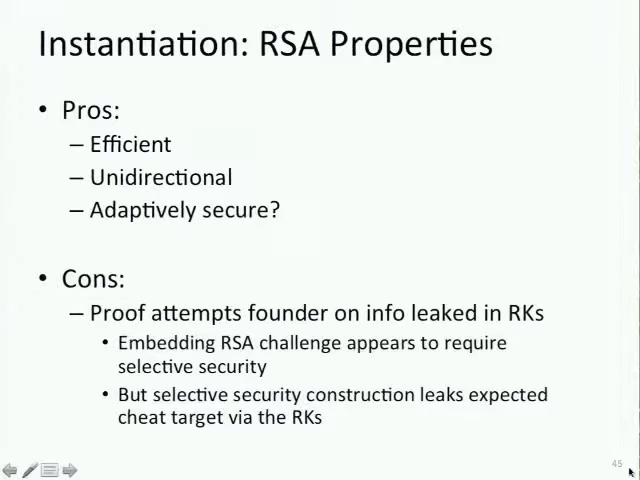 Instantiation: RSA Properties
• Pros:
– Efficient
– Unidirectional
– Adaptively secure?
• Cons:
– Proof attempts founder on info leaked in RKs
• Embedding RSA challenge appears to require
selective security
• But selective security construction leaks expected
cheat target via the RKs
45